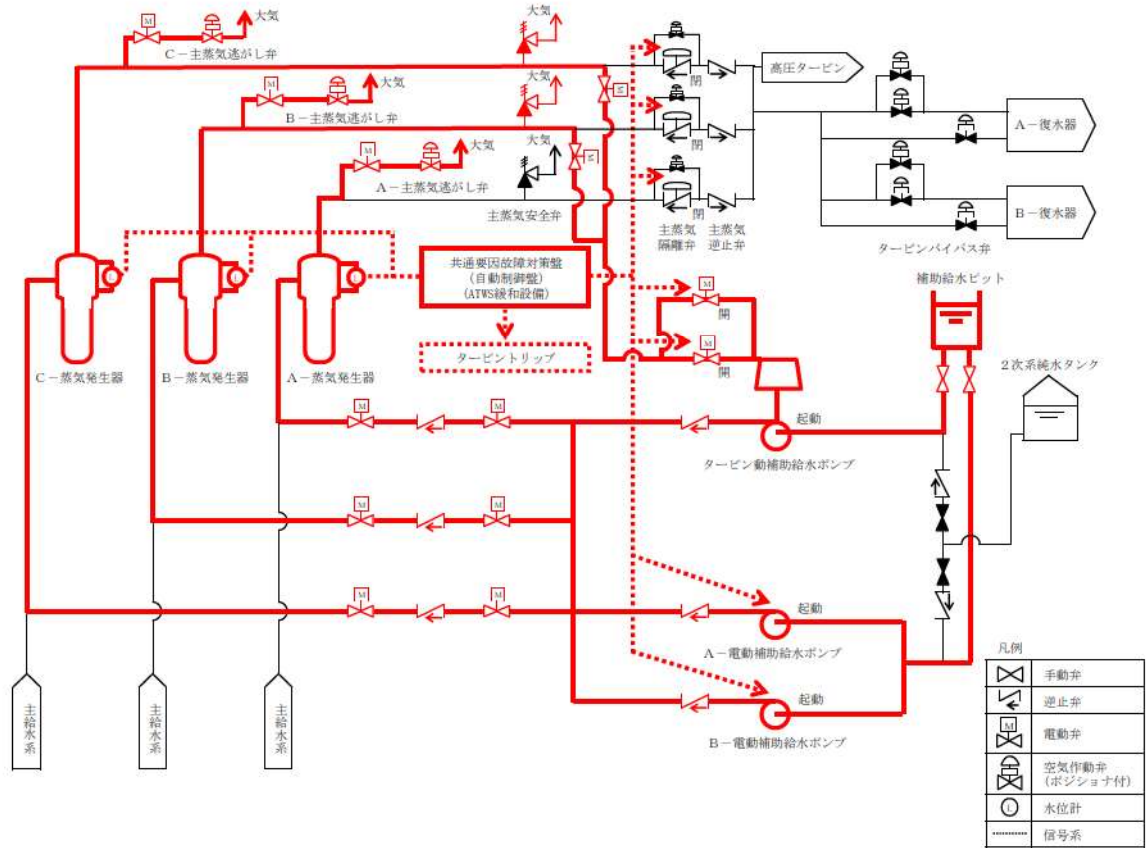 大気
C－主蒸気逃がし弁
大気
M
大気
B－主蒸気逃がし弁
大気
M
大気
A－主蒸気逃がし弁
大気
M
主蒸気安全弁
M
M
閉
閉
閉
主蒸気
隔離弁
主蒸気
逆止弁
高圧タービン
A－復水器
B－復水器
タービンバイパス弁
C－蒸気発生器
B－蒸気発生器
A－蒸気発生器
L
L
L
共通要因故障対策盤
(自動制御盤)
(ATWS緩和設備)
タービントリップ
M
開
M
開
補助給水ピット
2次系純水タンク
M
M
起動
タービン動補助給水ポンプ
M
M
M
M
起動
A－電動補助給水ポンプ
起動
B－電動補助給水ポンプ
主給水系
主給水系
主給水系
凡例
手動弁
逆止弁
M
電動弁
空気作動弁
(ポジショナ付)
L
水位計
信号系